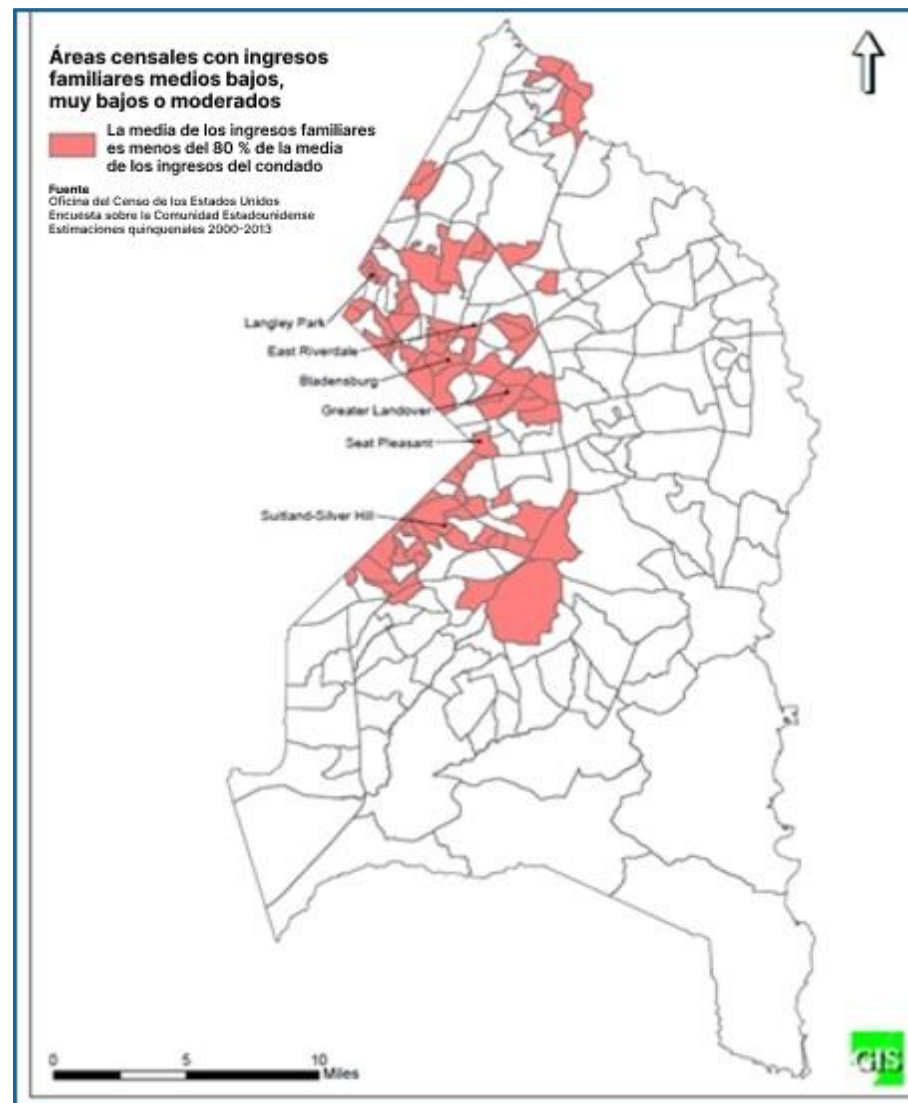 Áreas censales con ingresos
familiares medios bajos,
muy bajos o moderados
La media de los ingresos familiares
es menos del 80 % de la media
de los ingresos del condado
Fuente
Oficina del Censo de los Estados Unidos
Encuesta sobre la Comunidad Estadounidense
Estimaciones quinquenales 2000-2013
Langley Park
East Riverdale
Bladensburg
Greater Landover
Seat Pleasant
Suitland-Silver Hill
0 5 10
Miles
GIS